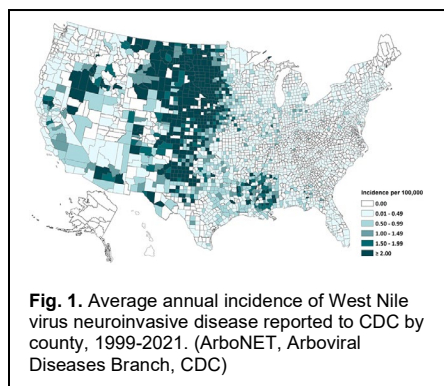 Incidence per 100,000
0.00
0.01 - 0.49
0.50 - 0.99
1.00 - 1.49
1.50 - 1.99
≥ 2.00
Fig. 1. Average annual incidence of West Nile
virus neuroinvasive disease reported to CDC by
county, 1999-2021. (ArboNET, Arboviral
Diseases Branch, CDC)